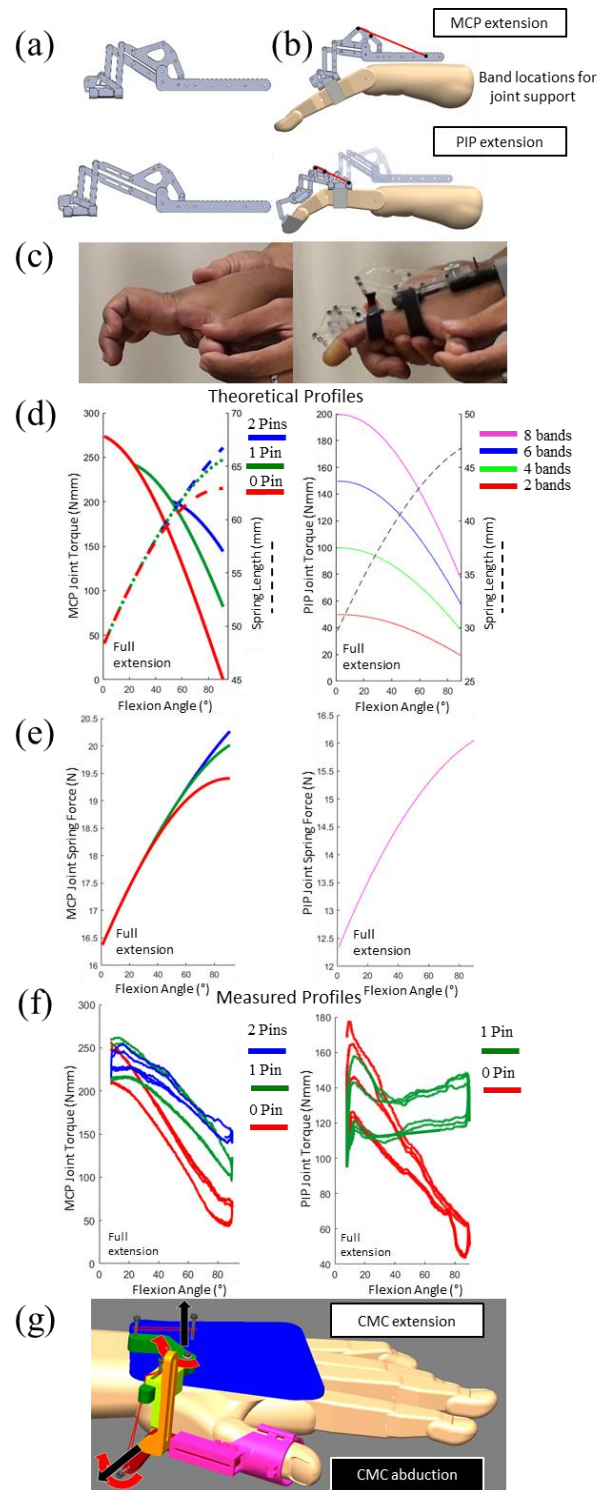 (a)
(b)
MCP extension
Band locations for
joint support
PIP extension
(c)
Theoretical Profiles
(d)
MCP Joint Torque (Nmm)
300
250
200
150
100
50
0
0
20
40
60
80
Full
extension
Flexion Angle (°)
70
65
60
55
50
45
Spring Length (mm)
2 Pins
1 Pin
0 Pin
PIP Joint Torque (Nmm)
200
180
160
140
120
100
80
60
40
20
0
0
20
40
60
80
Full
extension
Flexion Angle (°)
50
45
40
35
30
25
Spring Length (mm)
8 bands
6 bands
4 bands
2 bands
(e)
MCP Joint Spring Force (N)
20.5
20
19.5
19
18.5
18
17.5
17
16.5
16
0
20
40
60
80
Full
extension
Flexion Angle (°)
PIP Joint Spring Force (N)
16.5
16
15.5
15
14.5
14
13.5
13
12.5
12
0
20
40
60
80
Full
extension
Flexion Angle (°)
Measured Profiles
(f)
MCP Joint Torque (Nmm)
300
250
200
150
100
50
0
0
20
40
60
80
Full
extension
Flexion Angle (°)
2 Pins
1 Pin
0 Pin
PIP Joint Torque (Nmm)
180
160
140
120
100
80
60
40
0
20
40
60
80
Full
extension
Flexion Angle (°)
1 Pin
0 Pin
(g)
CMC extension
CMC abduction